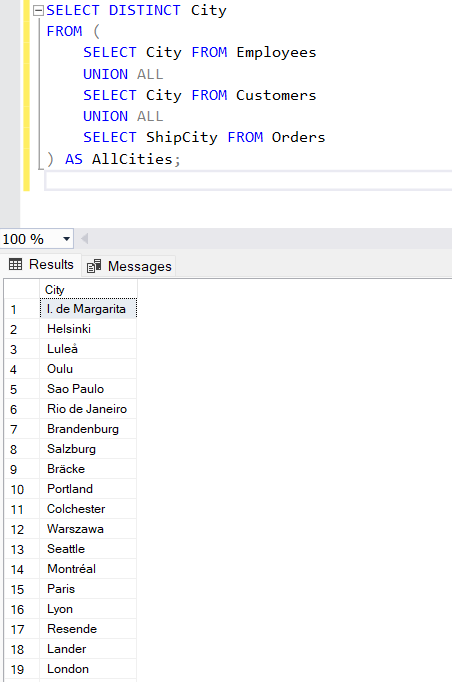 SELECT DISTINCT City
FROM (
SELECT City FROM Employees
UNION ALL
SELECT City FROM Customers
UNION ALL
SELECT ShipCity FROM Orders
) AS AllCities;
100 %
Results Messages
City
1 I. de Margarita
2 Helsinki
3 Luleå
4 Oulu
5 Sao Paulo
6 Rio de Janeiro
7 Brandenburg
8 Salzburg
9 Bräcke
10 Portland
11 Colchester
12 Warszawa
13 Seattle
14 Montréal
15 Paris
16 Lyon
17 Resende
18 Lander
19 London